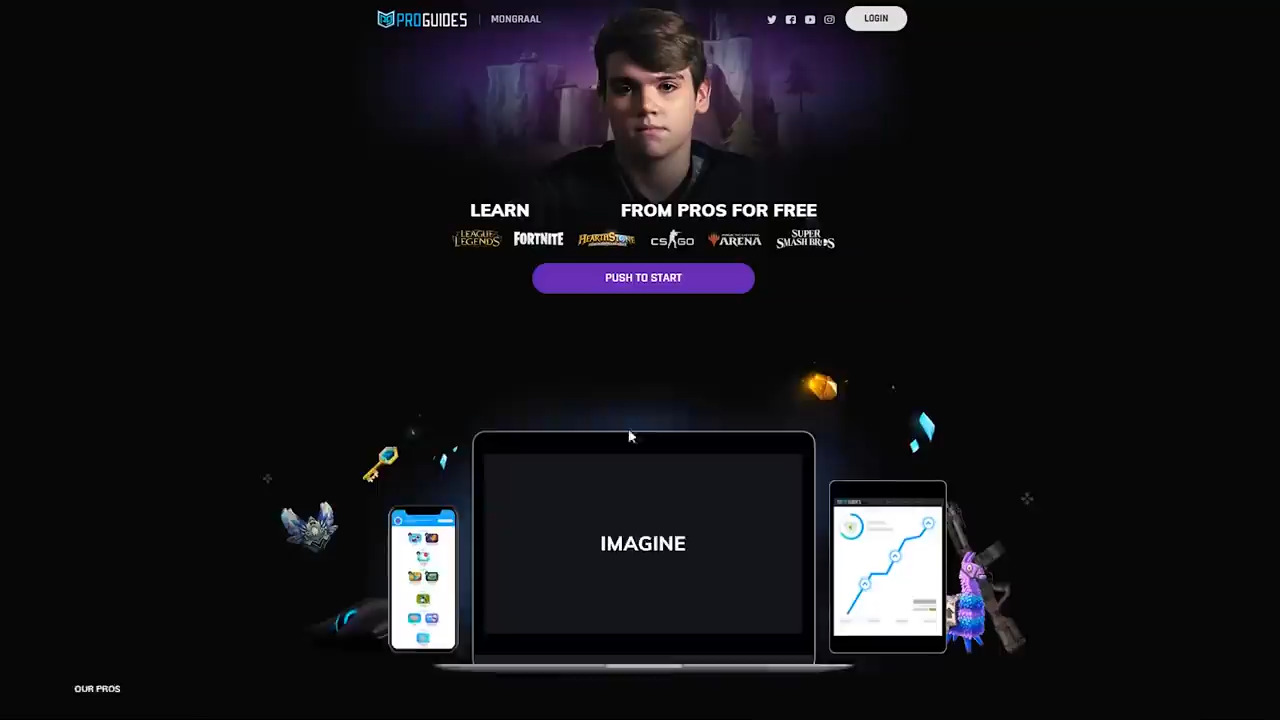 PROGUIDES | MONGRAAL
LOGIN
LEARN FROM PROS FOR FREE
LEAGUE
LEGENDS
FORTNITE
HEARTHSTONE
CS GO
ARENA
SUPER
SMASH BROS
PUSH TO START
IMAGINE
PROGUIDES
OUR PROS